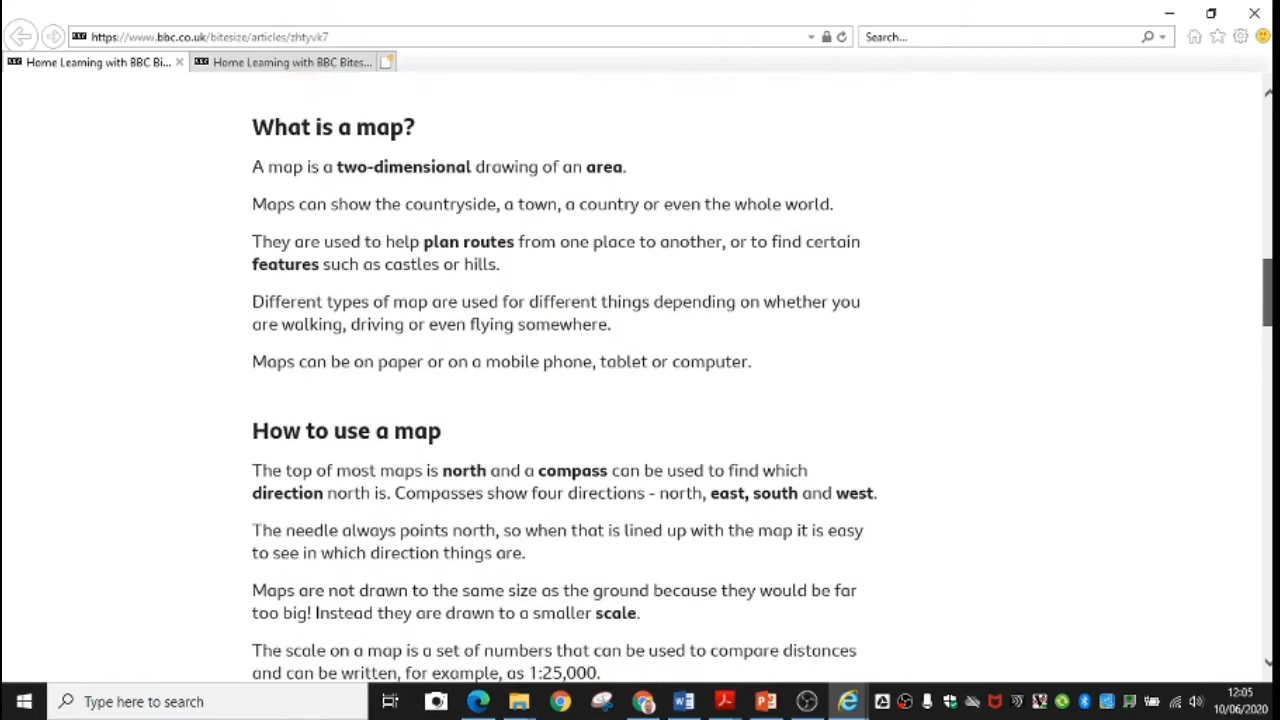 https://www.bbc.co.uk/bitesize/articles/zhtyvk7
Search...
Home Learning with BBC Bi...
Home Learning with BBC Bites...
What is a map?
A map is a two-dimensional drawing of an area.
Maps can show the countryside, a town, a country or even the whole world.
They are used to help plan routes from one place to another, or to find certain
features such as castles or hills.
Different types of map are used for different things depending on whether you
are walking, driving or even flying somewhere.
Maps can be on paper or on a mobile phone, tablet or computer.
How to use a map
The top of most maps is north and a compass can be used to find which
direction north is. Compasses show four directions - north, east, south and west.
The needle always points north, so when that is lined up with the map it is easy
to see in which direction things are.
Maps are not drawn to the same size as the ground because they would be far
too big! Instead they are drawn to a smaller scale.
The scale on a map is a set of numbers that can be used to compare distances
and can be written, for example, as 1:25,000.
Type here to search
12:05
10/06/2020